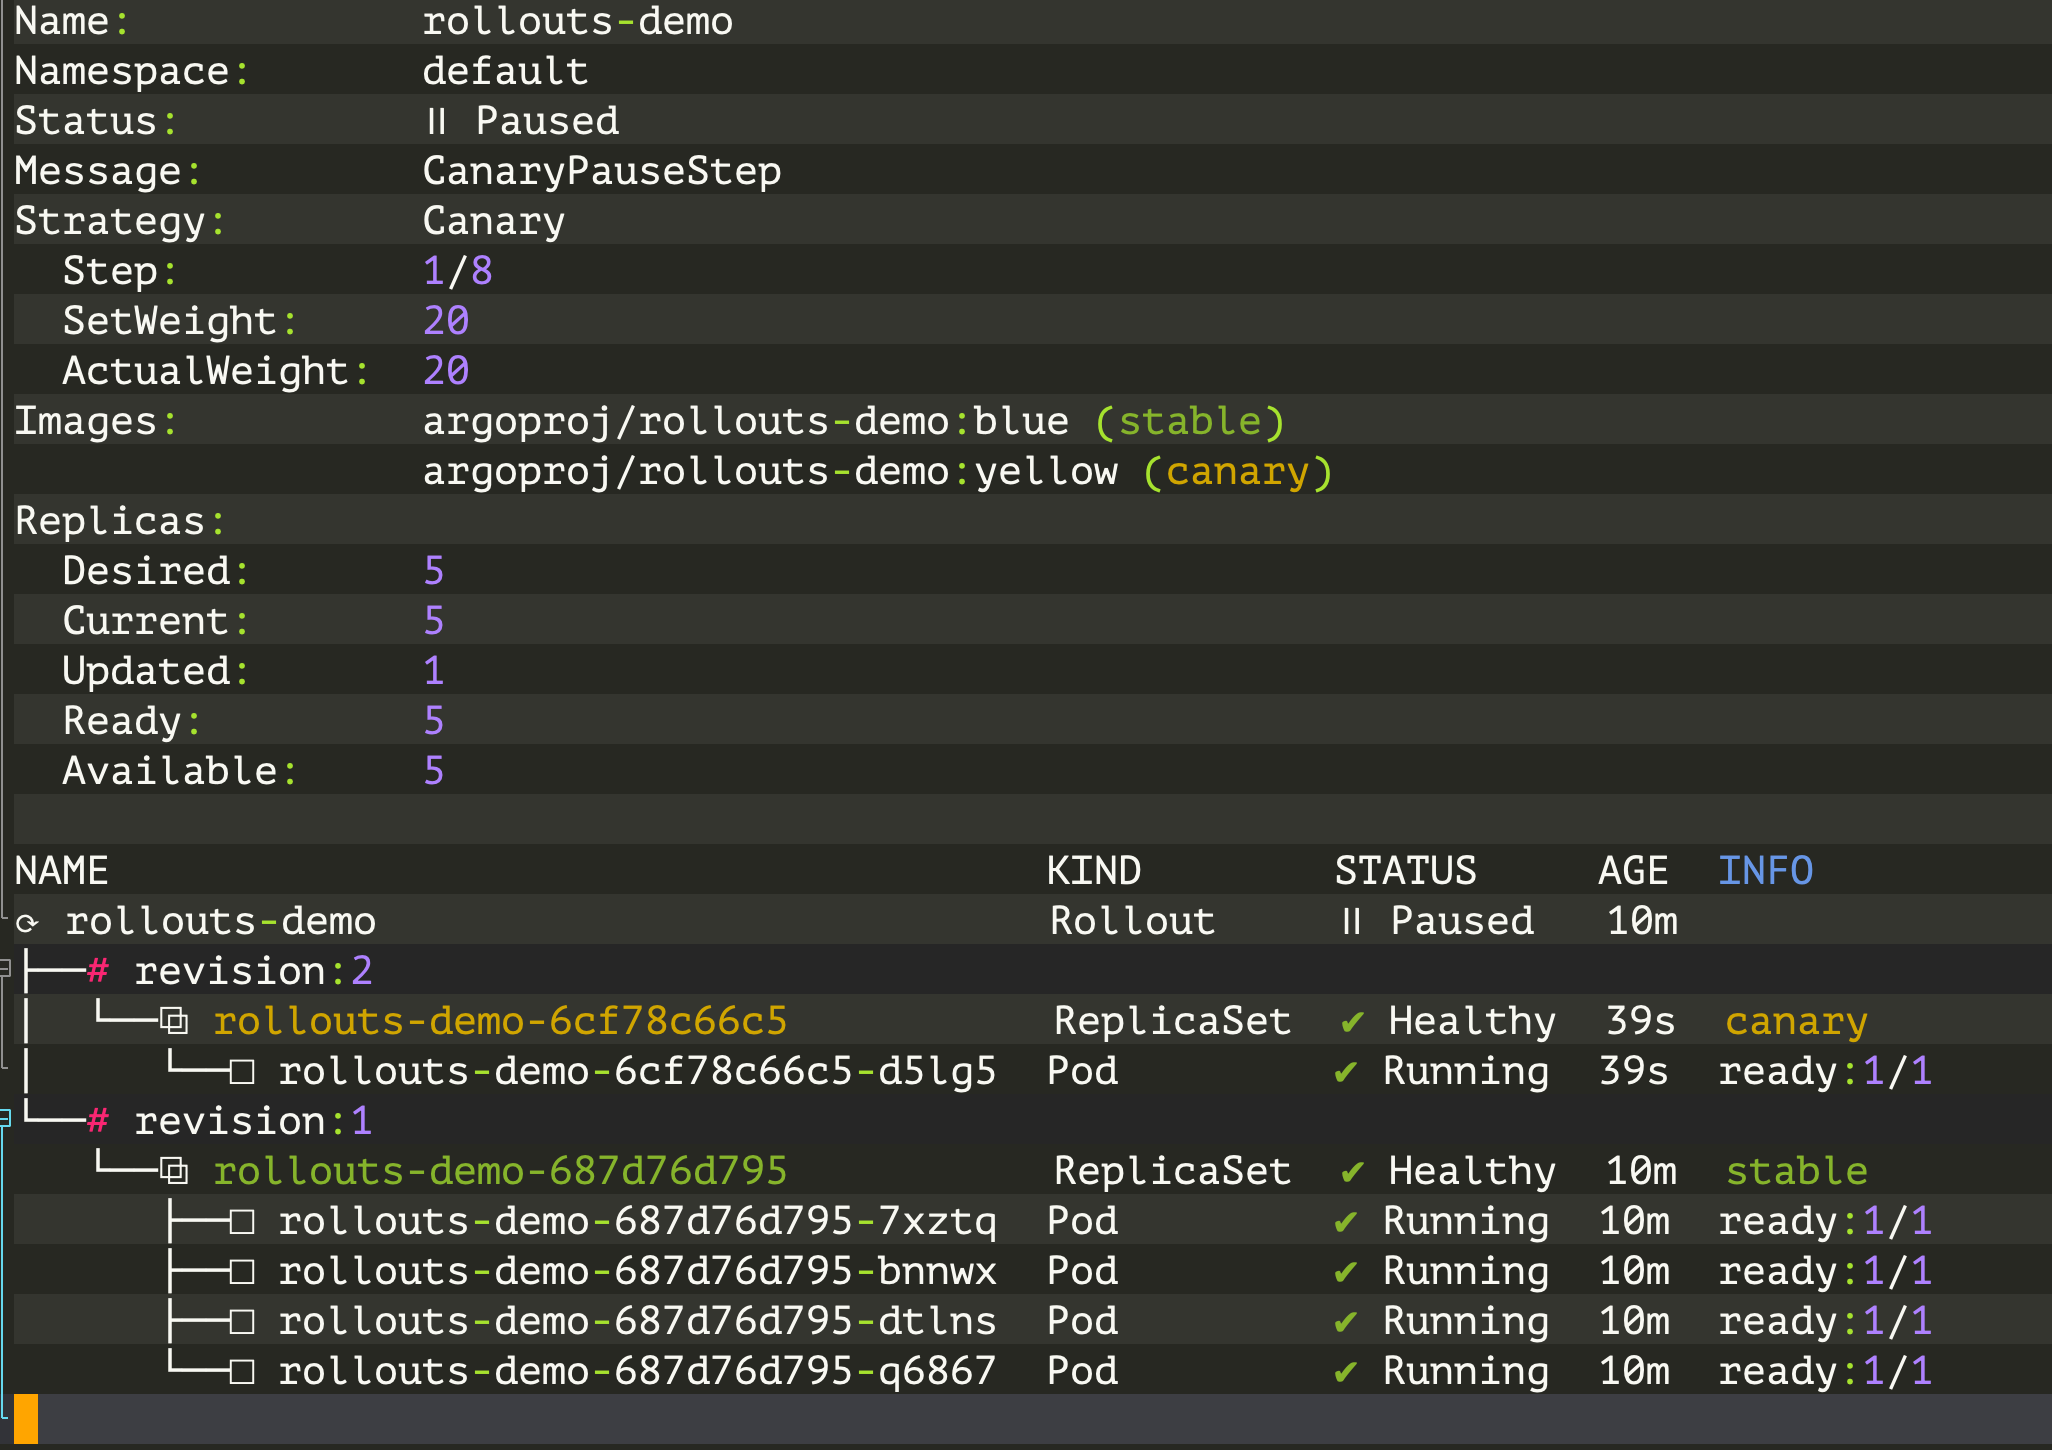 Name:            rollouts-demo
Namespace:       default
Status:          ॥ Paused
Message:         CanaryPauseStep
Strategy:        Canary
  Step:          1/8
  SetWeight:     20
  ActualWeight:  20
Images:          argoproj/rollouts-demo:blue (stable)
                 argoproj/rollouts-demo:yellow (canary)
Replicas:
  Desired:       5
  Current:       5
  Updated:       1
  Ready:         5
  Available:     5

NAME                                       KIND        STATUS     AGE  INFO
⟳ rollouts-demo                            Rollout     ॥ Paused   10m
├──# revision:2
│  └──⧉ rollouts-demo-6cf78c66c5           ReplicaSet  ✔ Healthy  39s  canary
│     └──□ rollouts-demo-6cf78c66c5-d5lg5  Pod         ✔ Running  39s  ready:1/1
└──# revision:1
   └──⧉ rollouts-demo-687d76d795           ReplicaSet  ✔ Healthy  10m  stable
      ├──□ rollouts-demo-687d76d795-7xztq  Pod         ✔ Running  10m  ready:1/1
      ├──□ rollouts-demo-687d76d795-bnnwx  Pod         ✔ Running  10m  ready:1/1
      ├──□ rollouts-demo-687d76d795-dtlns  Pod         ✔ Running  10m  ready:1/1
      └──□ rollouts-demo-687d76d795-q6867  Pod         ✔ Running  10m  ready:1/1